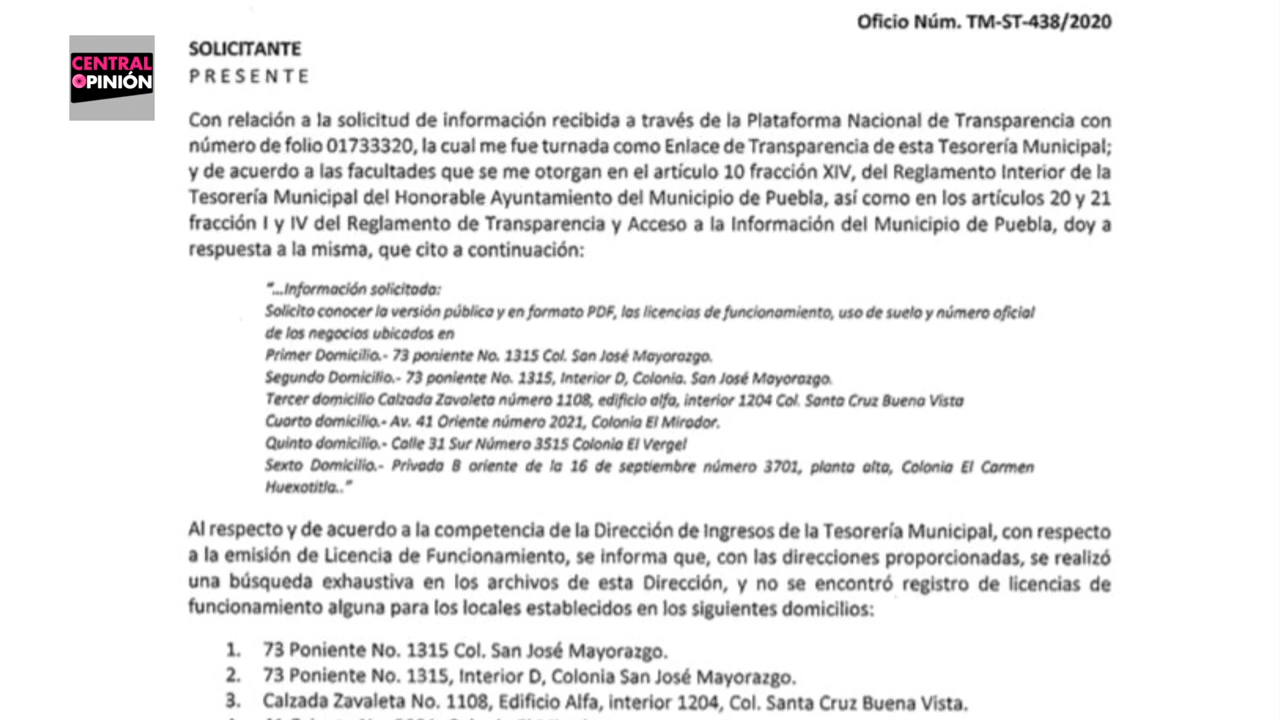 Oficio Núm. TM-ST-438/2020
CENTRAL
OPINIÓN
SOLICITANTE
PRESENTE
Con relación a la solicitud de información recibida a través de la Plataforma Nacional de Transparencia con
número de folio 01733320, la cual me fue turnada como Enlace de Transparencia de esta Tesorería Municipal;
y de acuerdo a las facultades que se me otorgan en el artículo 10 fracción XIV, del Reglamento Interior de la
Tesorería Municipal del Honorable Ayuntamiento del Municipio de Puebla, así como en los artículos 20 y 21
fracción I y IV del Reglamento de Transparencia y Acceso a la Información del Municipio de Puebla, doy a
respuesta a la misma, que cito a continuación:
"...Información solicitada:
Solicito conocer la versión pública y en formato PDF, las licencias de funcionamiento, uso de suelo y número oficial
de los negocios ubicados en
Primer Domicilio.- 73 poniente No. 1315 Col. San José Mayorazgo.
Segundo Domicilio.- 73 poniente No. 1315, Interior D, Colonia. San José Mayorazgo.
Tercer domicilio Calzada Zavaleta número 1108, edificio alfa, interior 1204 Col. Santa Cruz Buena Vista
Cuarto domicilio.- Av. 41 Oriente número 2021, Colonia El Mirador.
Quinto domicilio.- Calle 31 Sur Número 3515 Colonia El Vergel
Sexto Domicilio.- Privada 8 oriente de la 16 de septiembre número 3701, planta alta, Colonia El Carmen
Huexotitla.."
Al respecto y de acuerdo a la competencia de la Dirección de Ingresos de la Tesorería Municipal, con respecto
a la emisión de Licencia de Funcionamiento, se informa que, con las direcciones proporcionadas, se realizó
una búsqueda exhaustiva en los archivos de esta Dirección, y no se encontró registro de licencias de
funcionamiento alguna para los locales establecidos en los siguientes domicilios:
1. 73 Poniente No. 1315 Col. San José Mayorazgo.
2. 73 Poniente No. 1315, Interior D, Colonia San José Mayorazgo.
3. Calzada Zavaleta No. 1108, Edificio Alfa, interior 1204, Col. Santa Cruz Buena Vista.